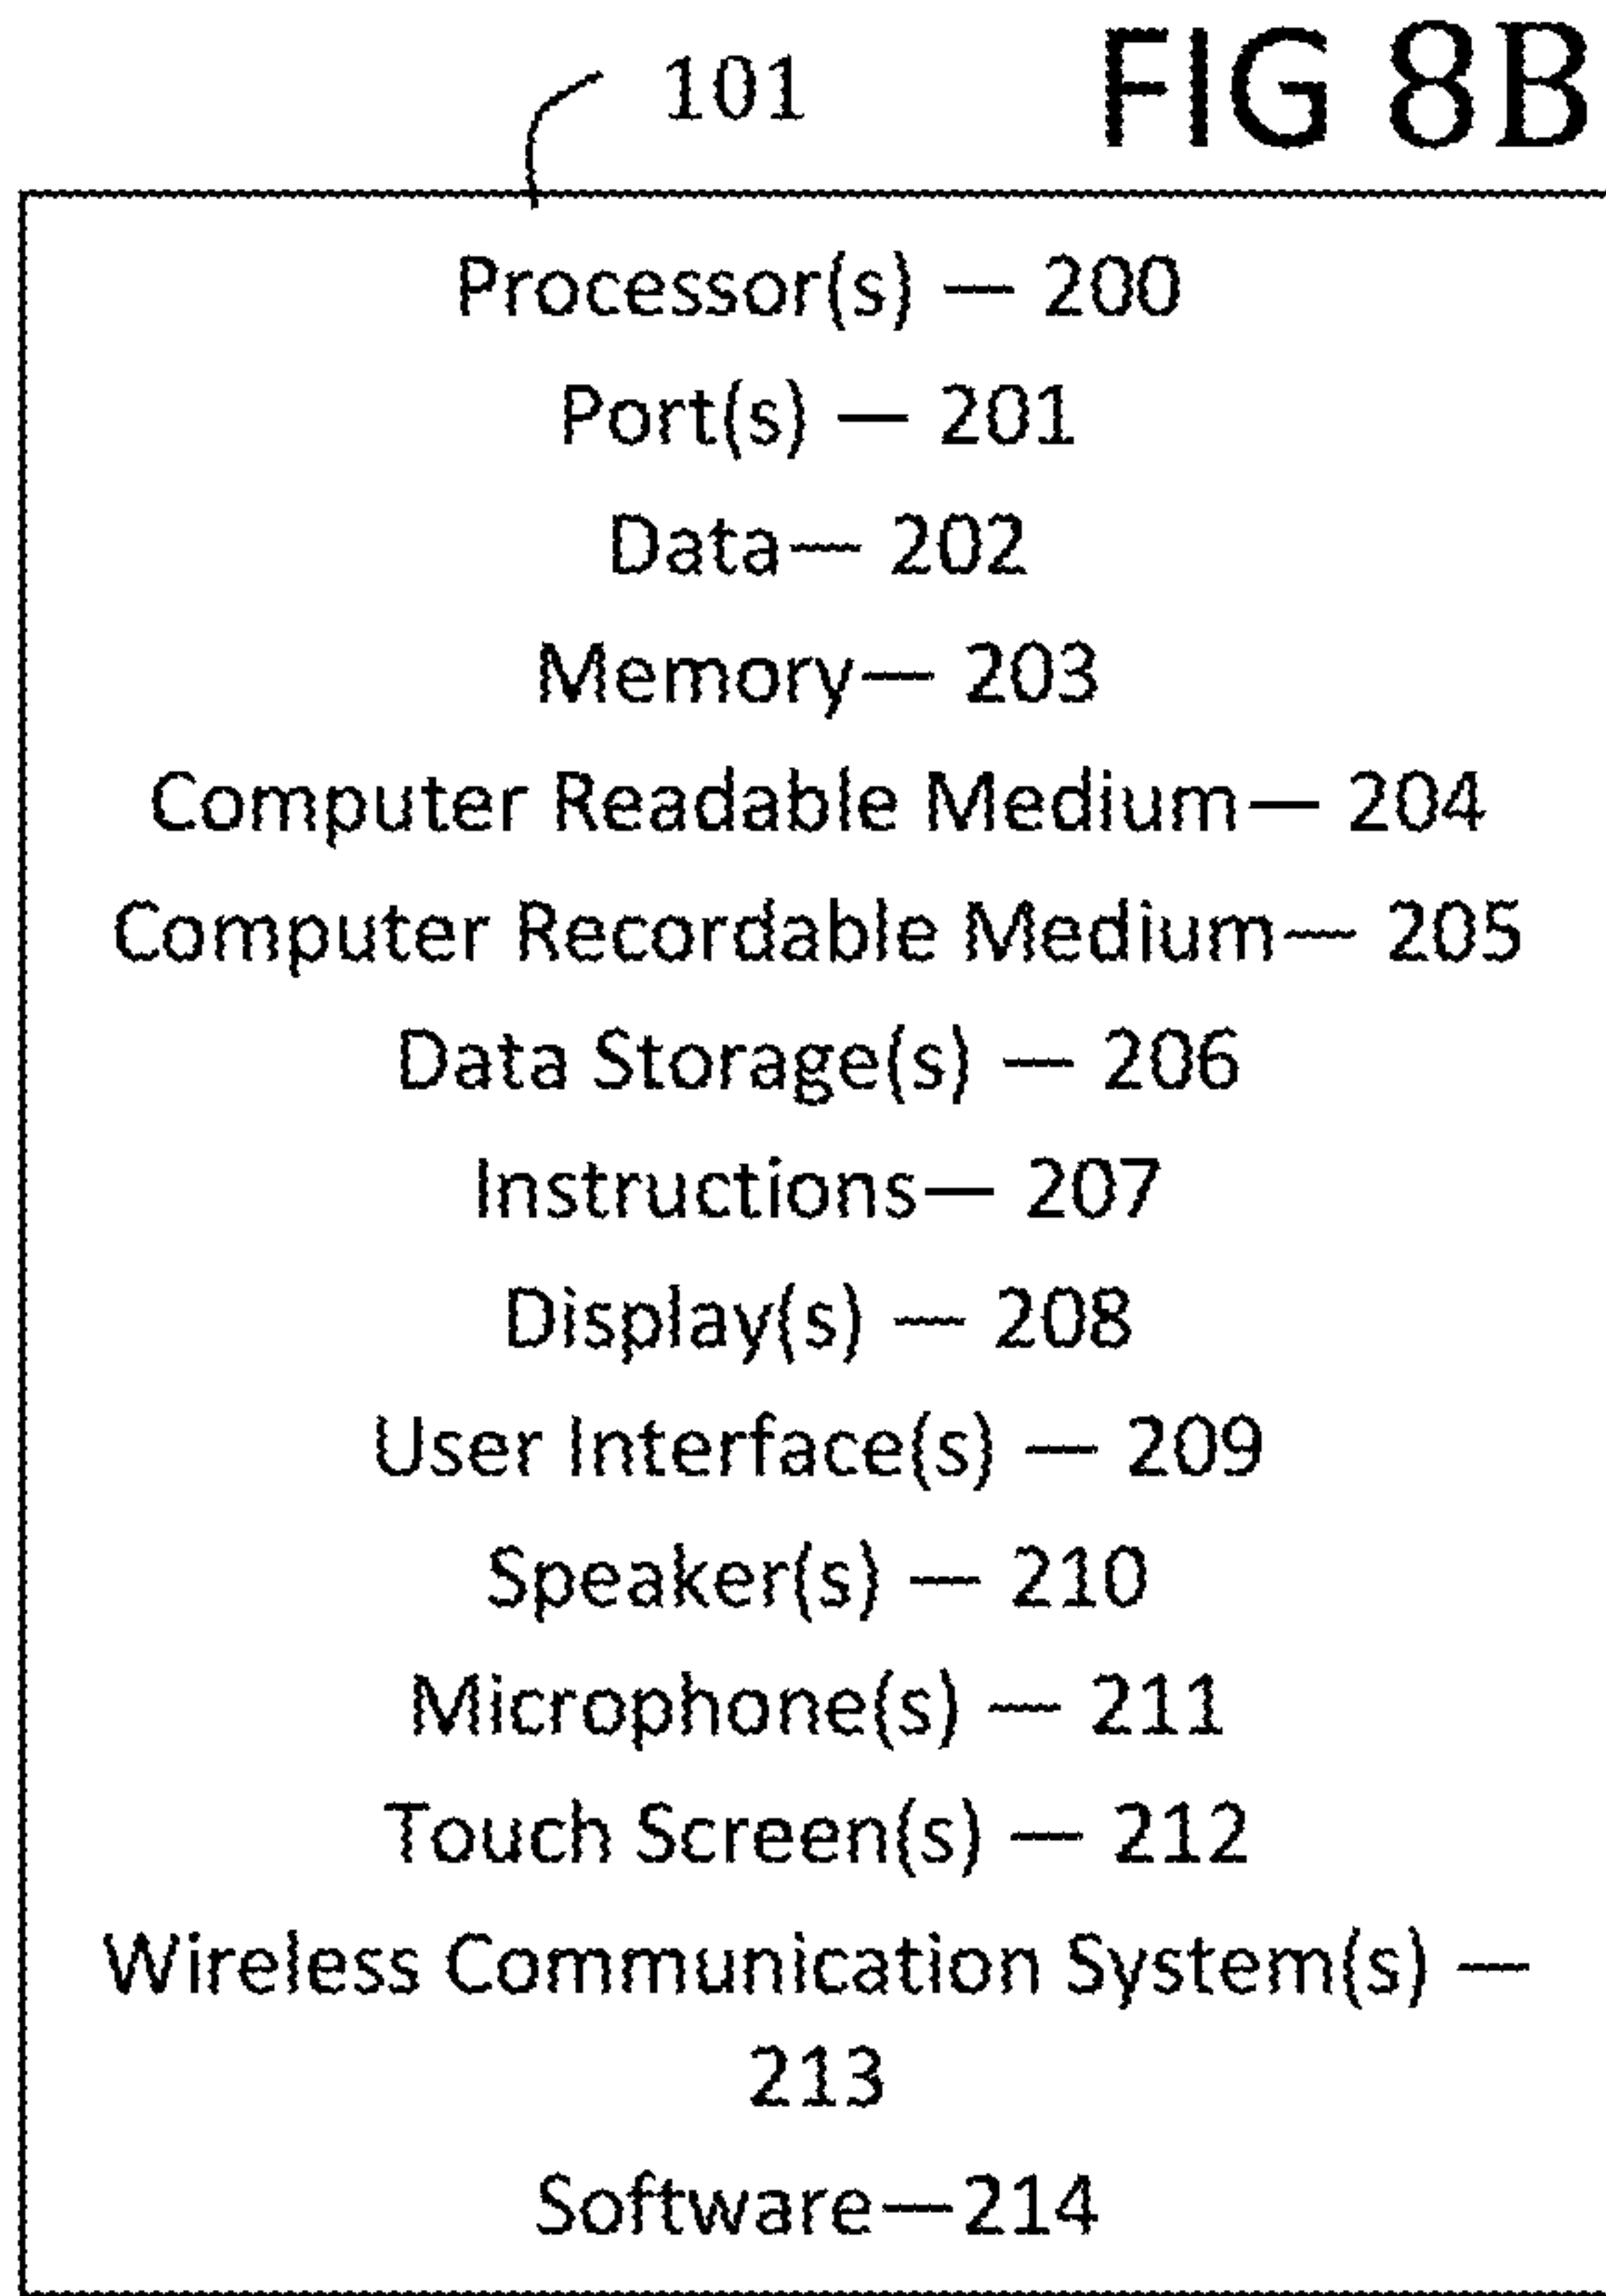 101 FIG 8B
Processor(s) — 200
Port(s) — 201
Data— 202
Memory— 203
Computer Readable Medium— 204
Computer Recordable Medium— 205
Data Storage(s) — 206
Instructions— 207
Display(s) — 208
User Interface(s) — 209
Speaker(s) — 210
Microphone(s) — 211
Touch Screen(s) — 212
Wireless Communication System(s) —
213
Software—214